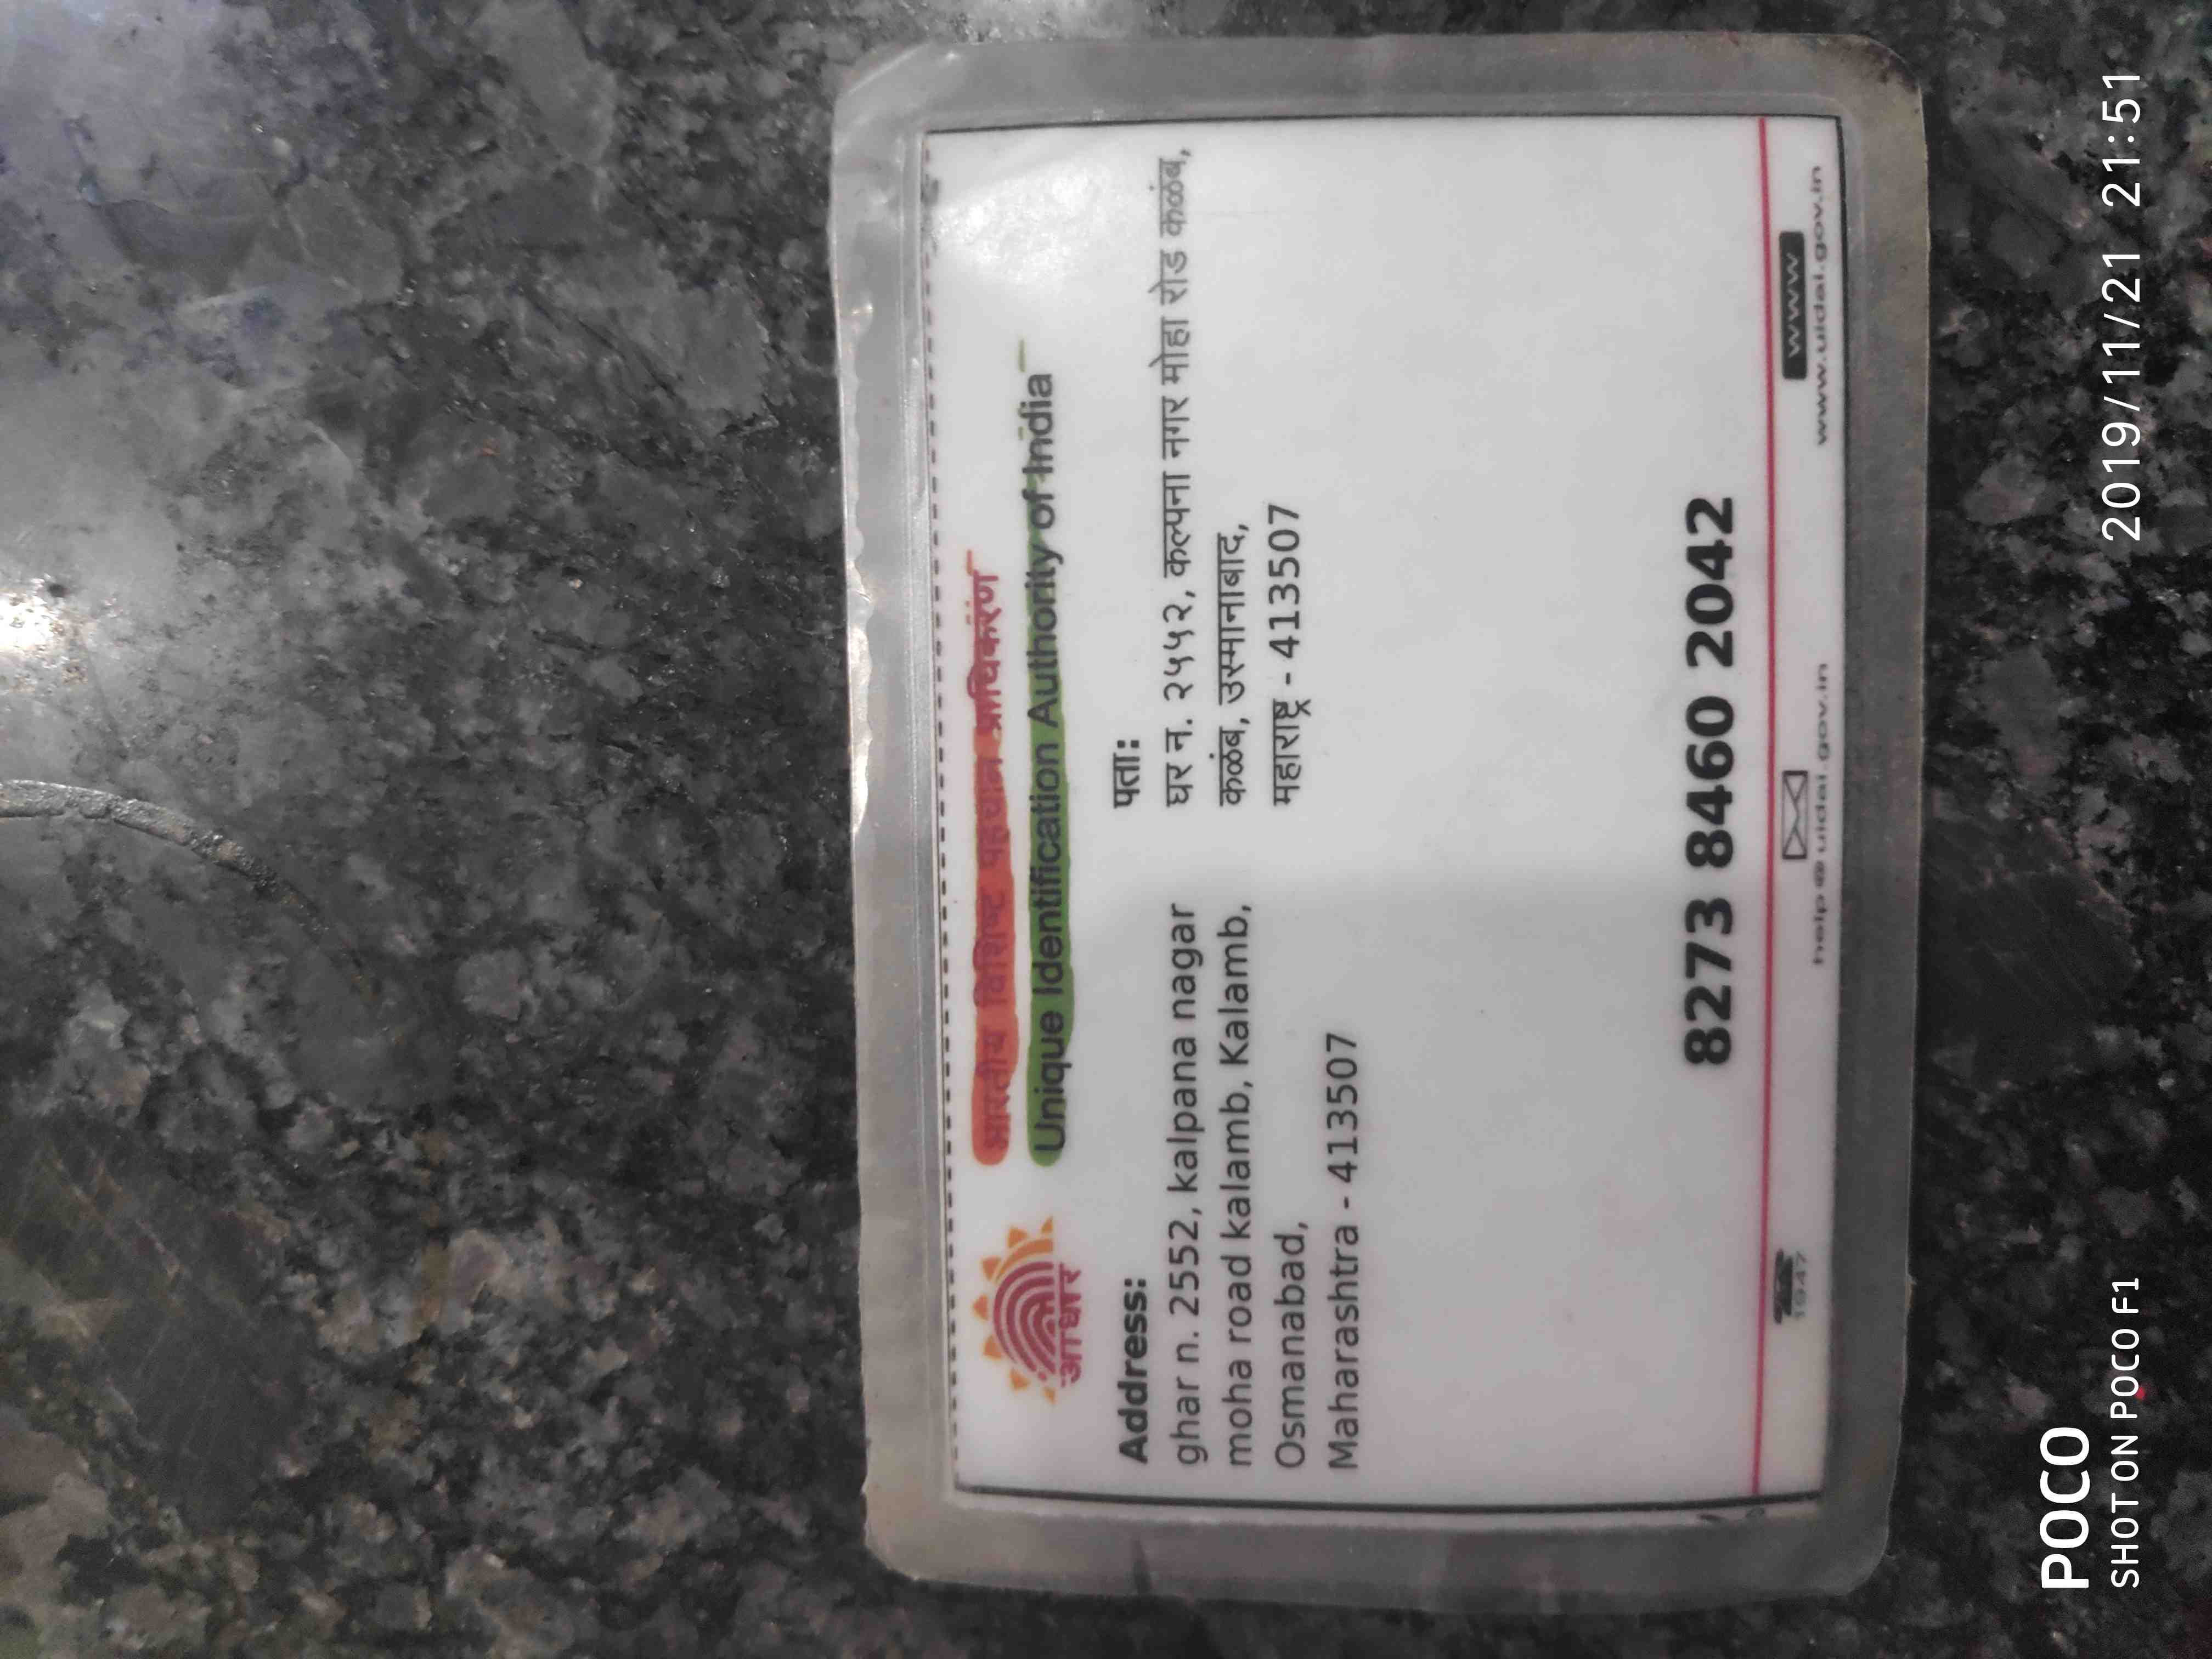 आधार
भारतीय विशिष्ट पहचान प्राधिकरण
Unique Identification Authority of India
Address:
ghar n. 2552, kalpana nagar
moha road kalamb, Kalamb,
Osmanabad,
Maharashtra - 413507
पता:
घर न. २५५२, कल्पना नगर मोहा रोड कळंब,
कळंब, उस्मानाबाद,
महाराष्ट्र - 413507
8273 8460 2042
1947
help@uidai.gov.in
www
www.uidai.gov.in
POCO
SHOT ON POCO F1
2019/11/21 21:51